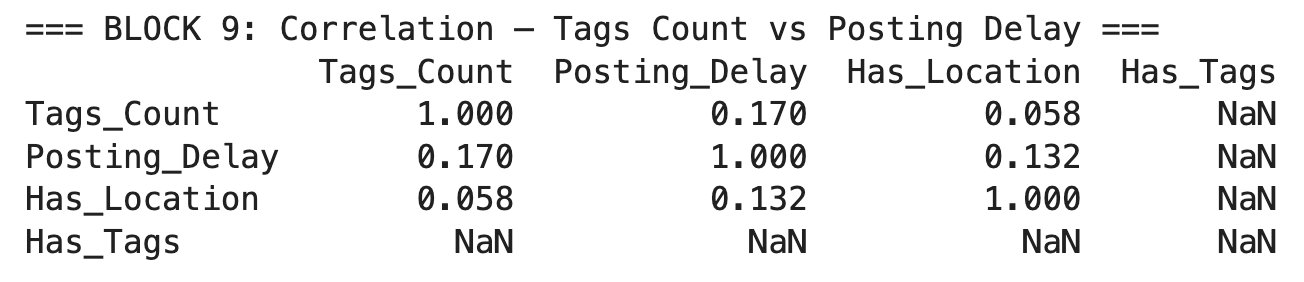 === BLOCK 9: Correlation — Tags Count vs Posting Delay ===
Tags_Count Posting_Delay Has_Location Has_Tags
Tags_Count 1.000 0.170 0.058 NaN
Posting_Delay 0.170 1.000 0.132 NaN
Has_Location 0.058 0.132 1.000 NaN
Has_Tags NaN NaN NaN NaN